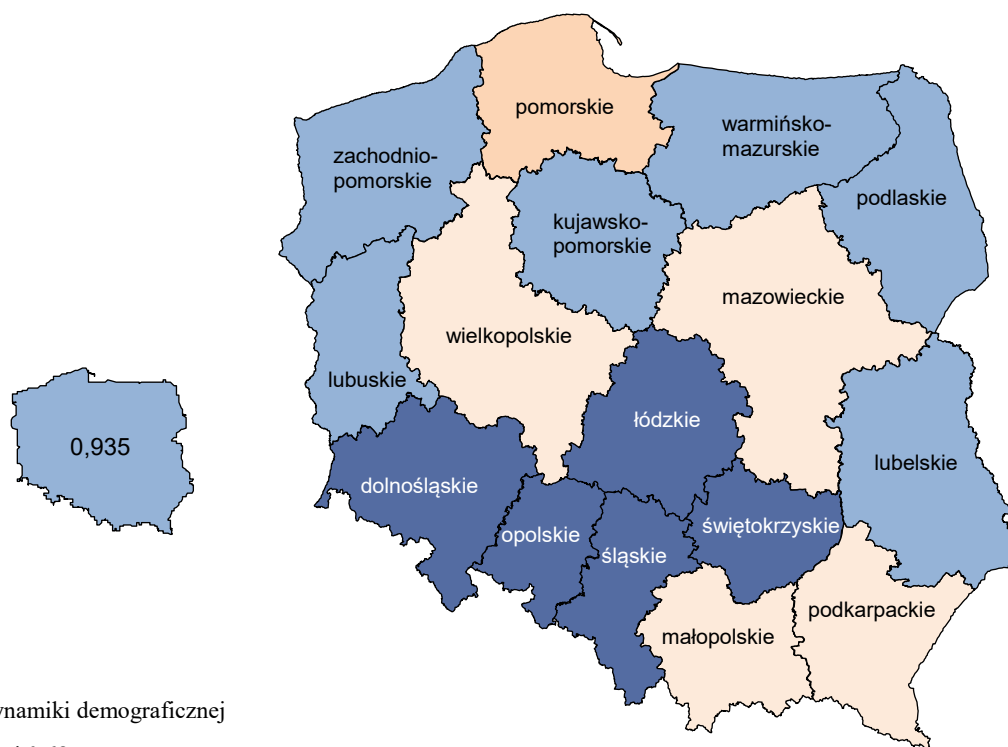 pomorskie
warmińsko-
mazurskie
zachodnio-
pomorskie
podlaskie
kujawsko-
pomorskie
mazowieckie
wielkopolskie
lubuskie
łódzkie
0,935
lubelskie
dolnośląskie
świętokrzyskie
opolskie
śląskie
podkarpackie
małopolskie
ynamiki demograficznej